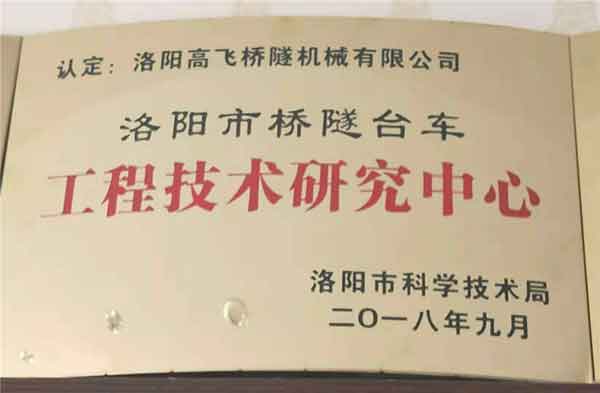 认定：洛阳高飞桥隧机械有限公司
洛阳市桥隧台车
工程技术研究中心
洛阳市科学技术局
二O一八年九月